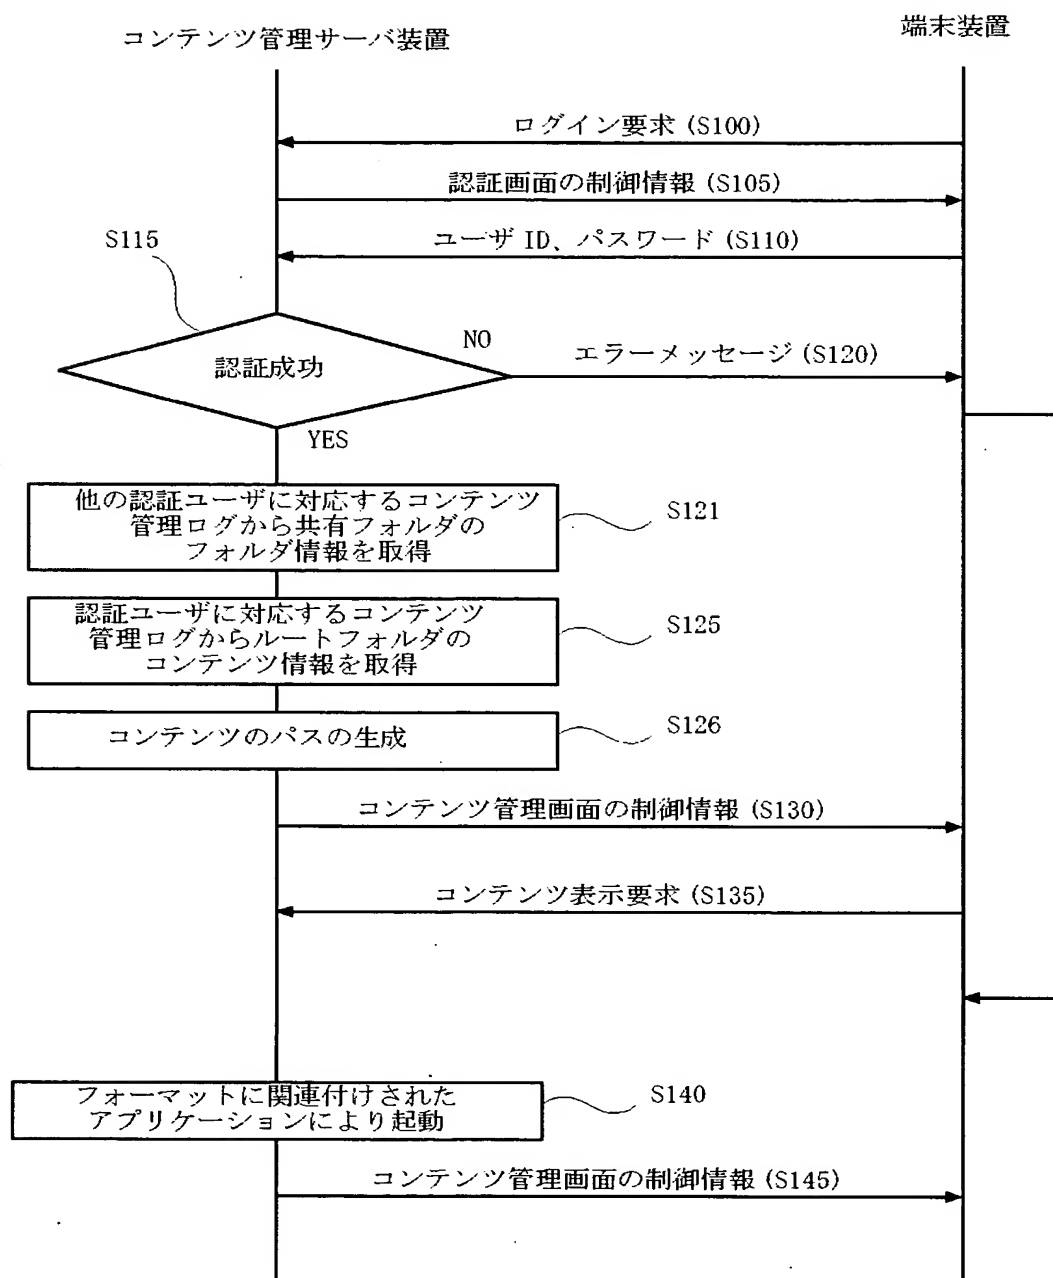 コンテンツ管理サーバ装置
端末装置
ログイン要求 (S100)
認証画面の制御情報 (S105)
S115
ユーザ ID、パスワード (S110)
NO
認証成功
エラーメッセージ (S120)
YES
他の認証ユーザに対応するコンテンツ
管理ログから共有フォルダの
フォルダ情報を取得
S121
認証ユーザに対応するコンテンツ
管理ログからルートフォルダの
コンテンツ情報を取得
S125
コンテンツのパスの生成
S126
コンテンツ管理画面の制御情報 (S130)
コンテンツ表示要求 (S135)
フォーマットに関連付けされた
アプリケーションにより起動
S140
コンテンツ管理画面の制御情報 (S145)